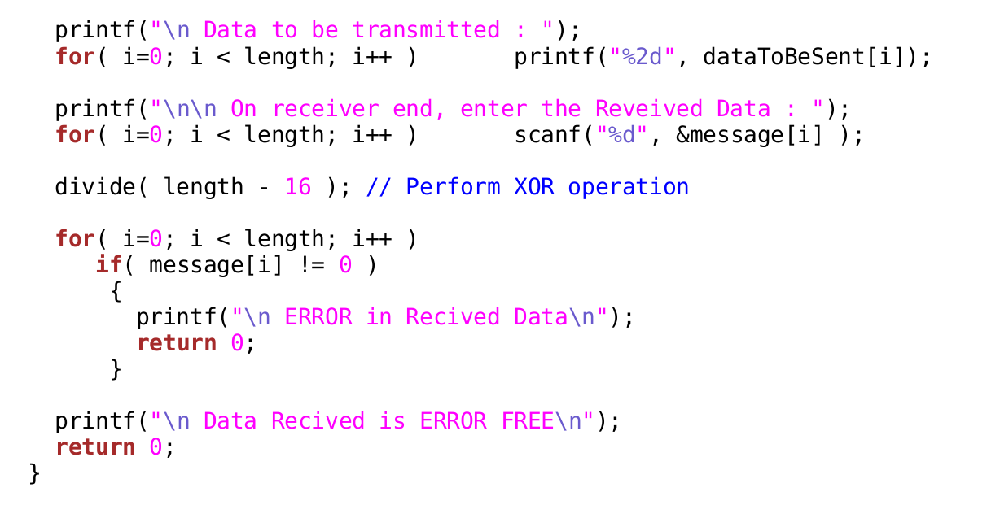 printf("\n Data to be transmitted : ");
for( i=0; i < length; i++ )       printf("%2d", dataToBeSent[i]);
printf("\n\n On receiver end, enter the Reveived Data : ");
for( i=0; i < length; i++ )       scanf("%d", &message[i] );
divide( length - 16 ); // Perform XOR operation
for( i=0; i < length; i++ )
if( message[i] != 0 )
{
printf("\n ERROR in Recived Data\n");
return 0;
}
printf("\n Data Recived is ERROR FREE\n");
return 0;
}